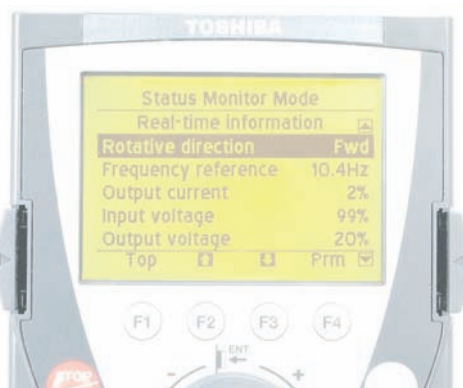 TOSHIBA
Status Monitor Mode
Real-time information
Rotative direction Fwd
Frequency reference 10.4Hz
Output current 2%
Input voltage 99%
Output voltage 20%
Top Prm
F1 F2 F3 F4
ENT
- +
STOP